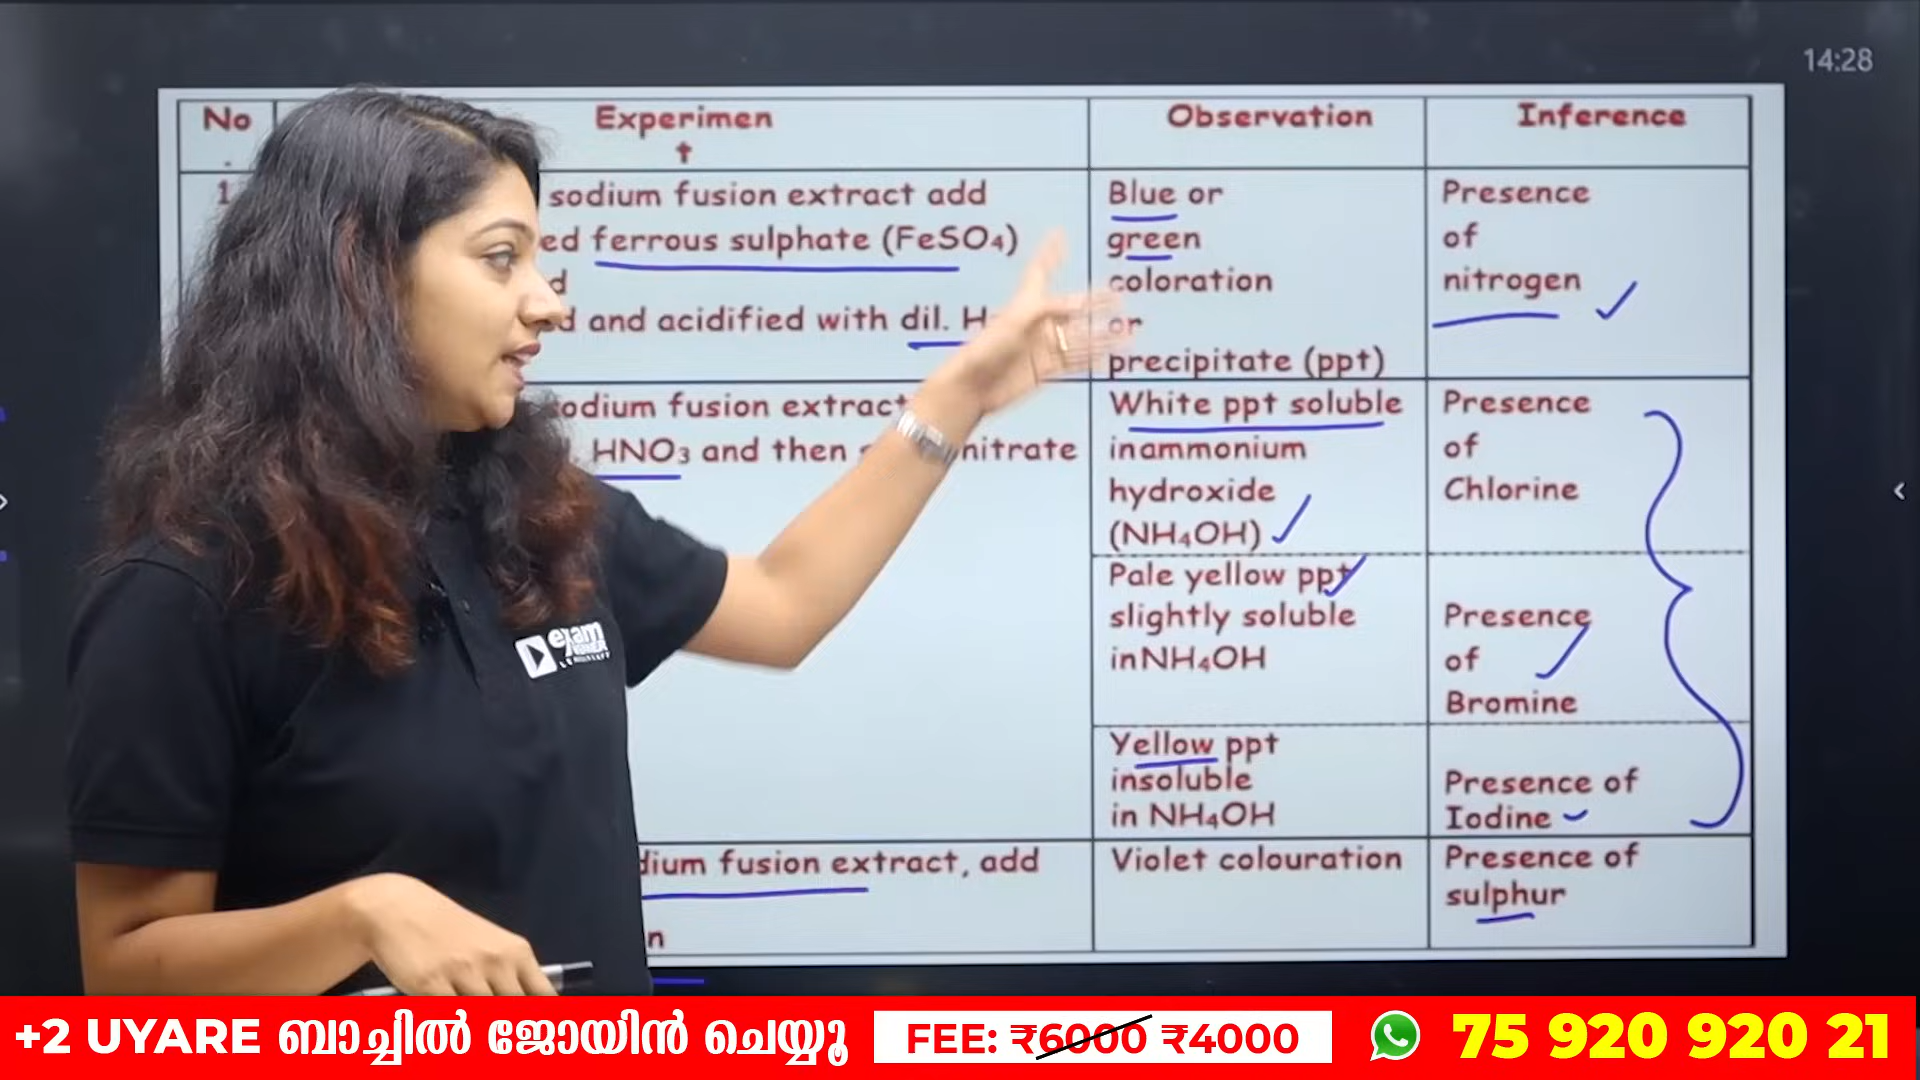 14:28
No
.
Experimen
t
Observation
Inference
1
sodium fusion extract add
ed ferrous sulphate (FeSO4)
d
d and acidified with dil. H
Blue or
green
coloration
or
precipitate (ppt)
Presence
of
nitrogen
sodium fusion extract
. HNO3 and then nitrate
White ppt soluble
inammonium
hydroxide
(NH4OH)
Presence
of
Chlorine
Pale yellow ppt
slightly soluble
inNH4OH
Presence
of
Bromine
Yellow ppt
insoluble
in NH4OH
Presence of
Iodine
dium fusion extract, add
n
Violet colouration
Presence of
sulphur
exam
WINNER
+2 UYARE ബാച്ചിൽ ജോയിൻ ചെയ്യൂ
FEE: ₹6000 ₹4000
75 920 920 21